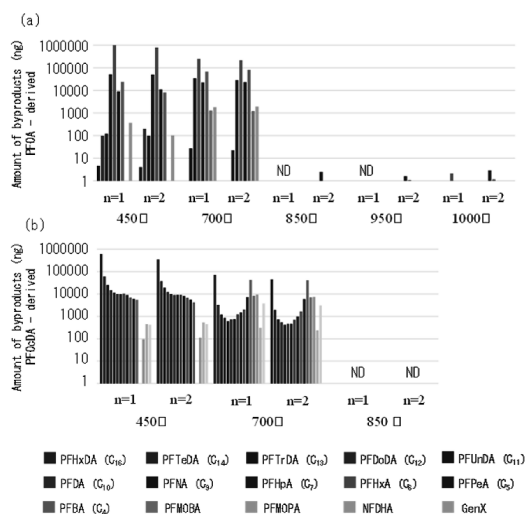 (a)
Amount of byproducts (ng)
PFOA - derived
1000000
100000
10000
1000
100
10
1
ND
ND
n=1 n=2 n=1 n=2 n=1 n=2 n=1 n=2 n=1 n=2
450□ 700□ 850□ 950□ 1000□
(b)
Amount of byproducts (ng)
PFOcDA - derived
1000000
100000
10000
1000
100
10
1
ND ND
n=1 n=2 n=1 n=2 n=1 n=2
450□ 700□ 850 □
PFHxDA (C16) PFTeDA (C14) PFTrDA (C13) PFDoDA (C12) PFUnDA (C11)
PFDA (C10) PFNA (C9) PFHpA (C7) PFHxA (C6) PFPeA (C5)
PFBA (C4) PFMOBA PFMOPA NFDHA GenX